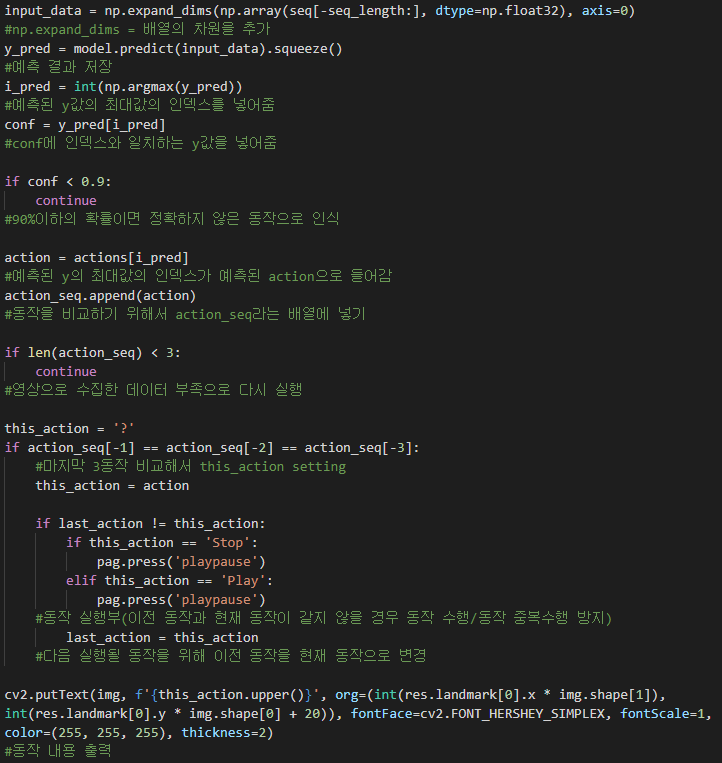 input_data = np.expand_dims(np.array(seq[-seq_length:], dtype=np.float32), axis=0)
#np.expand_dims = 배열의 차원을 추가
y_pred = model.predict(input_data).squeeze()
#예측 결과 저장
i_pred = int(np.argmax(y_pred))
#예측된 y값의 최대값의 인덱스를 넣어줌
conf = y_pred[i_pred]
#conf에 인덱스와 일치하는 y값을 넣어줌

if conf < 0.9:
    continue
#90%이하의 확률이면 정확하지 않은 동작으로 인식

action = actions[i_pred]
#예측된 y의 최대값의 인덱스가 예측된 action으로 들어감
action_seq.append(action)
#동작을 비교하기 위해서 action_seq라는 배열에 넣기

if len(action_seq) < 3:
    continue
#영상으로 수집한 데이터 부족으로 다시 실행

this_action = '?'
if action_seq[-1] == action_seq[-2] == action_seq[-3]:
    #마지막 3동작 비교해서 this_action setting
    this_action = action

    if last_action != this_action:
        if this_action == 'Stop':
            pag.press('playpause')
        elif this_action == 'Play':
            pag.press('playpause')
    #동작 실행부(이전 동작과 현재 동작이 같지 않을 경우 동작 수행/동작 중복수행 방지)
        last_action = this_action
    #다음 실행될 동작을 위해 이전 동작을 현재 동작으로 변경

cv2.putText(img, f'{this_action.upper()}', org=(int(res.landmark[0].x * img.shape[1]),
int(res.landmark[0].y * img.shape[0] + 20)), fontFace=cv2.FONT_HERSHEY_SIMPLEX, fontScale=1,
color=(255, 255, 255), thickness=2)
#동작 내용 출력